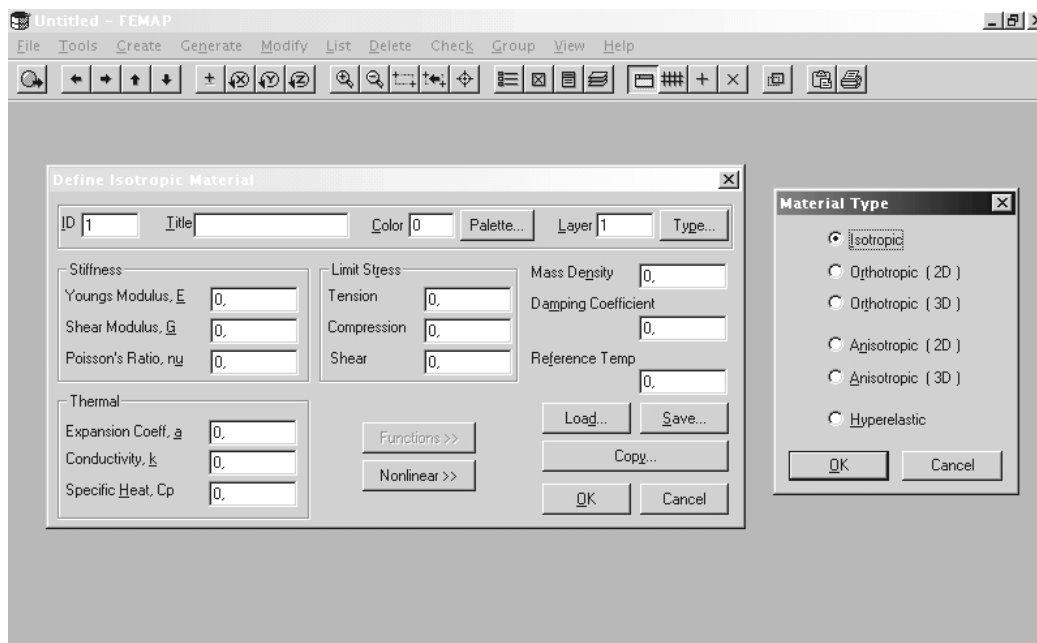 Untitled - FEMAP
File Tools Create Generate Modify List Delete Check Group View Help
X Y Z
Define Isotropic Material
ID 1 Title Color 0 Palette... Layer 1 Type...
Stiffness
Youngs Modulus, E 0,
Shear Modulus, G 0,
Poisson's Ratio, nu 0,
Limit Stress
Tension 0,
Compression 0,
Shear 0,
Mass Density 0,
Damping Coefficient
0,
Reference Temp
0,
Thermal
Expansion Coeff, a 0,
Conductivity, k 0,
Specific Heat, Cp 0,
Functions >>
Nonlinear >>
Load... Save...
Copy...
OK Cancel
Material Type
Isotropic
Orthotropic ( 2D )
Orthotropic ( 3D )
Anisotropic ( 2D )
Anisotropic ( 3D )
Hyperelastic
OK Cancel